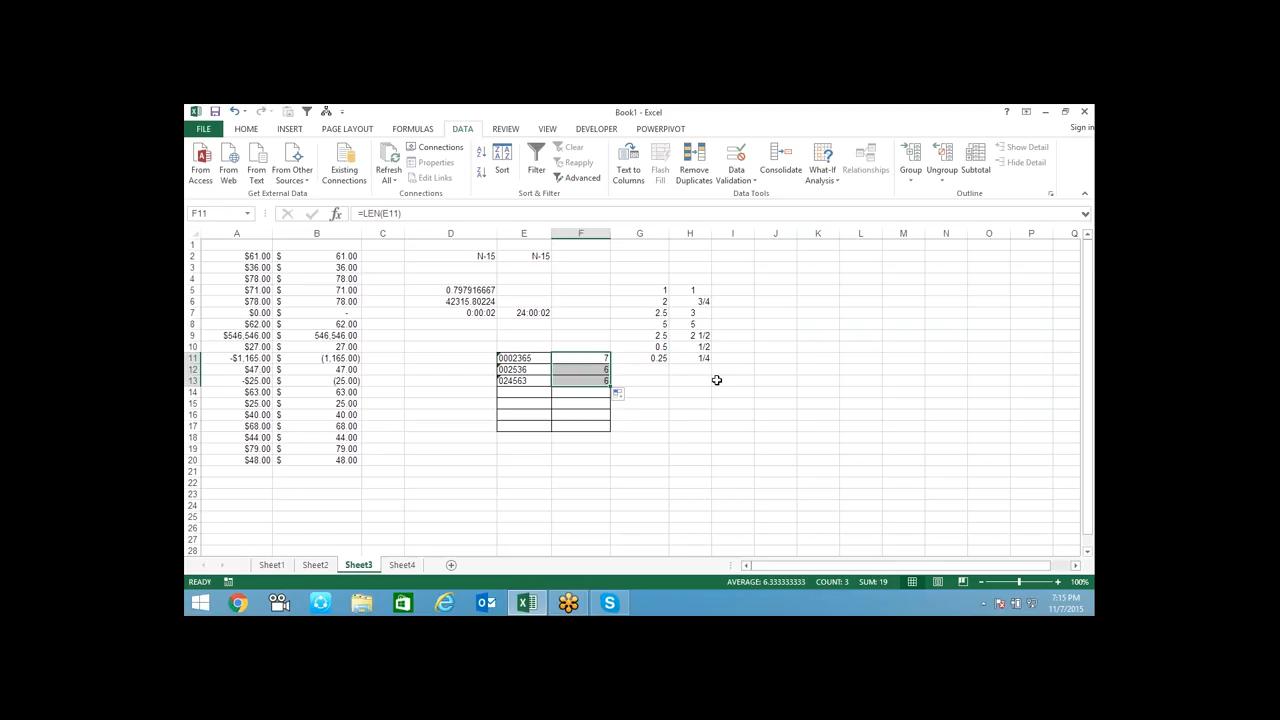 Book1 - Excel
FILE HOME INSERT PAGE LAYOUT FORMULAS DATA REVIEW VIEW DEVELOPER POWERPIVOT Sign in
From Access
From Web
From Text
From Other Sources
Existing Connections
Get External Data
Refresh All
Connections
Properties
Edit Links
Connections
Sort
Filter
Clear
Reapply
Advanced
Sort & Filter
Text to Columns
Flash Fill
Remove Duplicates
Data Validation
Consolidate
What-If Analysis
Relationships
Data Tools
Group
Ungroup
Subtotal
Show Detail
Hide Detail
Outline
F11 fx =LEN(E11)
A B C D E F G H I J K L M N O P Q
1
2 $61.00 $ 61.00 N-15 N-15
3 $36.00 $ 36.00
4 $78.00 $ 78.00
5 $71.00 $ 71.00 0.797916667 1 1
6 $78.00 $ 78.00 42315.80224 2 3/4
7 $0.00 $ - 0:00:02 24:00:02 2.5 3
8 $62.00 $ 62.00 5 5
9 $546,546.00 $ 546,546.00 2.5 2 1/2
10 $27.00 $ 27.00 0.5 1/2
11 -$1,165.00 $ (1,165.00) 0002365 7 0.25 1/4
12 $47.00 $ 47.00 002536 6
13 -$25.00 $ (25.00) 024563 6
14 $63.00 $ 63.00
15 $25.00 $ 25.00
16 $40.00 $ 40.00
17 $68.00 $ 68.00
18 $44.00 $ 44.00
19 $79.00 $ 79.00
20 $48.00 $ 48.00
21
22
23
24
25
26
27
28
Sheet1 Sheet2 Sheet3 Sheet4
READY AVERAGE: 6.333333333 COUNT: 3 SUM: 19 100%
7:15 PM
11/7/2015